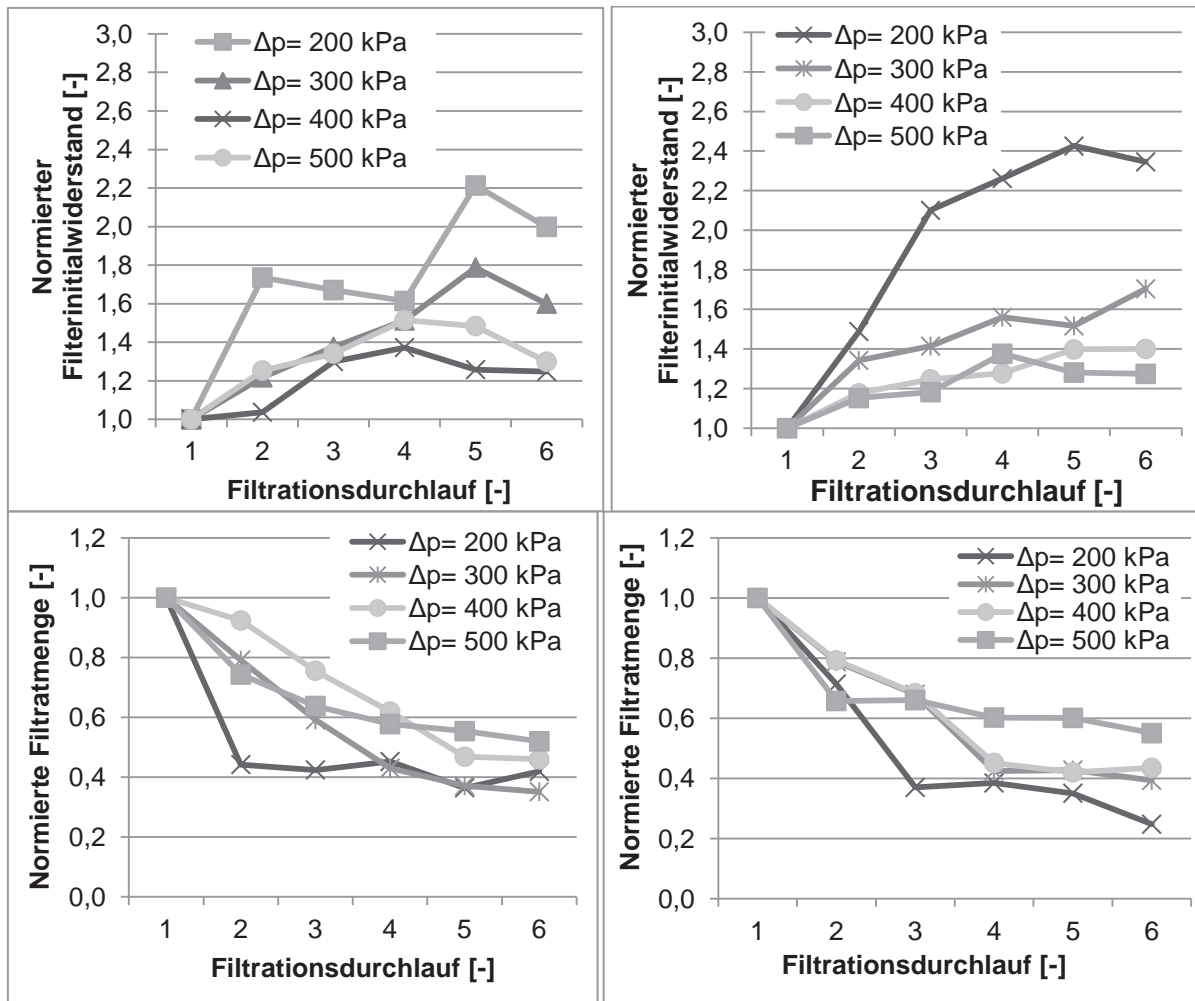 3,0
2,8
2,6
2,4
2,2
2,0
1,8
1,6
1,4
1,2
1,0
Normierter
Filterinitialwiderstand [-]
Δp= 200 kPa
Δp= 300 kPa
Δp= 400 kPa
Δp= 500 kPa
1 2 3 4 5 6
Filtrationsdurchlauf [-]
3,0
2,8
2,6
2,4
2,2
2,0
1,8
1,6
1,4
1,2
1,0
Normierter
Filterinitialwiderstand [-]
Δp= 200 kPa
Δp= 300 kPa
Δp= 400 kPa
Δp= 500 kPa
1 2 3 4 5 6
Filtrationsdurchlauf [-]
1,2
1,0
0,8
0,6
0,4
0,2
0,0
Normierte Filtratmenge [-]
Δp= 200 kPa
Δp= 300 kPa
Δp= 400 kPa
Δp= 500 kPa
1 2 3 4 5 6
Filtrationsdurchlauf [-]
1,2
1,0
0,8
0,6
0,4
0,2
0,0
Normierte Filtratmenge [-]
Δp= 200 kPa
Δp= 300 kPa
Δp= 400 kPa
Δp= 500 kPa
1 2 3 4 5 6
Filtrationsdurchlauf [-]